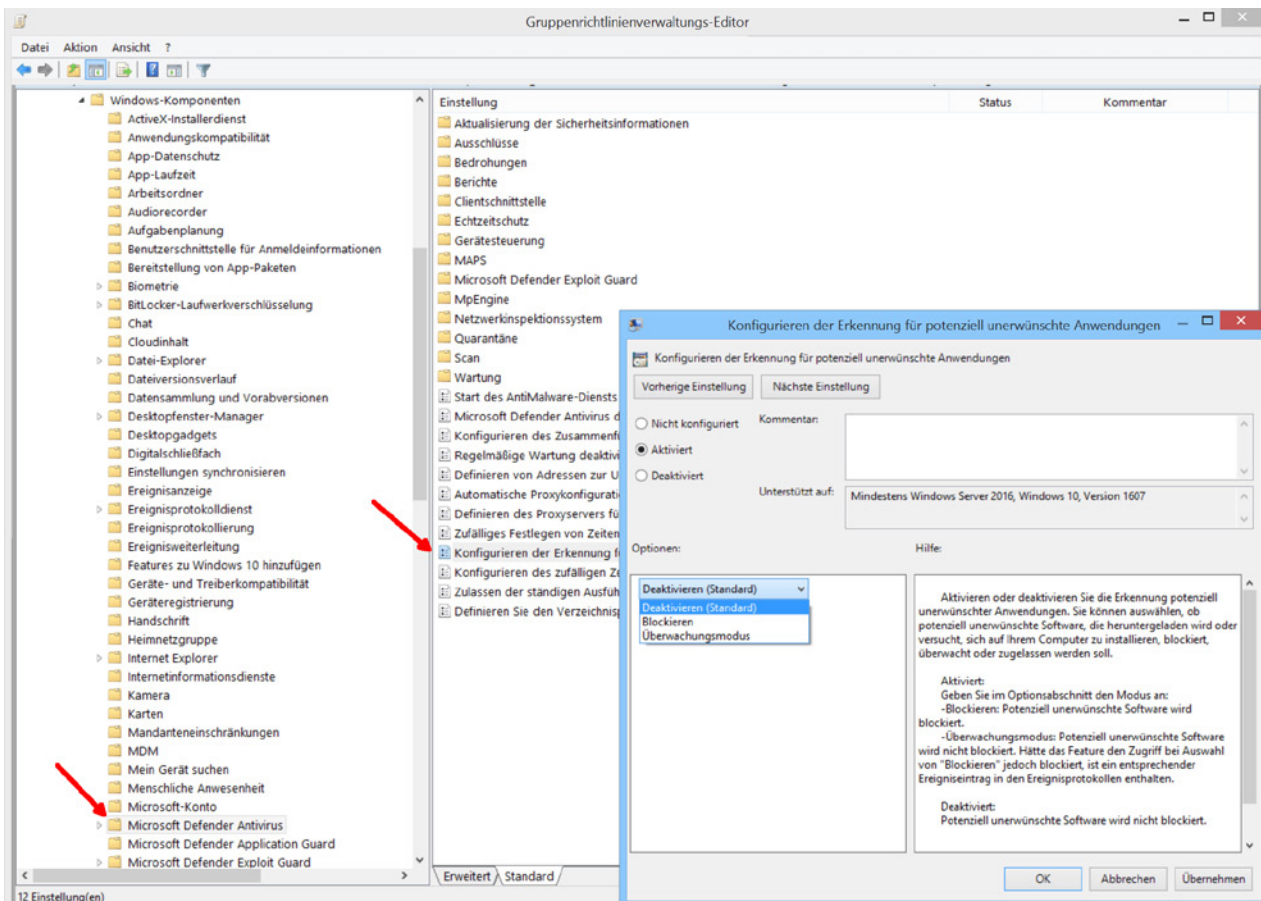 Gruppenrichtlinienverwaltungs-Editor
Datei Aktion Ansicht ?
Windows-Komponenten
ActiveX-Installerdienst
Anwendungskompatibilität
App-Datenschutz
App-Laufzeit
Arbeitsordner
Audiorecorder
Aufgabenplanung
Benutzerschnittstelle für Anmeldeinformationen
Bereitstellung von App-Paketen
Biometrie
BitLocker-Laufwerkverschlüsselung
Chat
Cloudinhalt
Datei-Explorer
Dateiversionsverlauf
Datensammlung und Vorabversionen
Desktopfenster-Manager
Desktopgadgets
Digitalschließfach
Einstellungen synchronisieren
Ereignisanzeige
Ereignisprotokolldienst
Ereignisprotokollierung
Ereignisweiterleitung
Features zu Windows 10 hinzufügen
Geräte- und Treiberkompatibilität
Geräteregistrierung
Handschrift
Heimnetzgruppe
Internet Explorer
Internetinformationsdienste
Kamera
Karten
Mandanteneinschränkungen
MDM
Mein Gerät suchen
Menschliche Anwesenheit
Microsoft-Konto
Microsoft Defender Antivirus
Microsoft Defender Application Guard
Microsoft Defender Exploit Guard
12 Einstellung(en)
Einstellung Status Kommentar
Aktualisierung der Sicherheitsinformationen
Ausschlüsse
Bedrohungen
Berichte
Clientschnittstelle
Echtzeitschutz
Gerätesteuerung
MAPS
Microsoft Defender Exploit Guard
MpEngine
Netzwerkinspektionssystem
Quarantäne
Scan
Wartung
Start des AntiMalware-Diensts
Microsoft Defender Antivirus d
Konfigurieren des Zusammenf
Regelmäßige Wartung deaktivi
Definieren von Adressen zur U
Automatische Proxykonfigurati
Definieren des Proxyservers fü
Zufälliges Festlegen von Zeiten
Konfigurieren der Erkennung f
Konfigurieren des zufälligen Ze
Zulassen der ständigen Ausfüh
Definieren Sie den Verzeichnisp
Erweitert Standard
Konfigurieren der Erkennung für potenziell unerwünschte Anwendungen
Konfigurieren der Erkennung für potenziell unerwünschte Anwendungen
Vorherige Einstellung Nächste Einstellung
Nicht konfiguriert
Aktiviert
Deaktiviert
Kommentar:
Unterstützt auf: Mindestens Windows Server 2016, Windows 10, Version 1607
Optionen: Hilfe:
Deaktivieren (Standard)
Deaktivieren (Standard)
Blockieren
Überwachungsmodus
Aktivieren oder deaktivieren Sie die Erkennung potenziell
unerwünschter Anwendungen. Sie können auswählen, ob
potenziell unerwünschte Software, die heruntergeladen wird oder
versucht, sich auf Ihrem Computer zu installieren, blockiert,
überwacht oder zugelassen werden soll.
Aktiviert:
Geben Sie im Optionsabschnitt den Modus an:
-Blockieren: Potenziell unerwünschte Software wird
blockiert.
-Überwachungsmodus: Potenziell unerwünschte Software
wird nicht blockiert. Hätte das Feature den Zugriff bei Auswahl
von "Blockieren" jedoch blockiert, ist ein entsprechender
Ereigniseintrag in den Ereignisprotokollen enthalten.
Deaktiviert:
Potenziell unerwünschte Software wird nicht blockiert.
OK Abbrechen Übernehmen